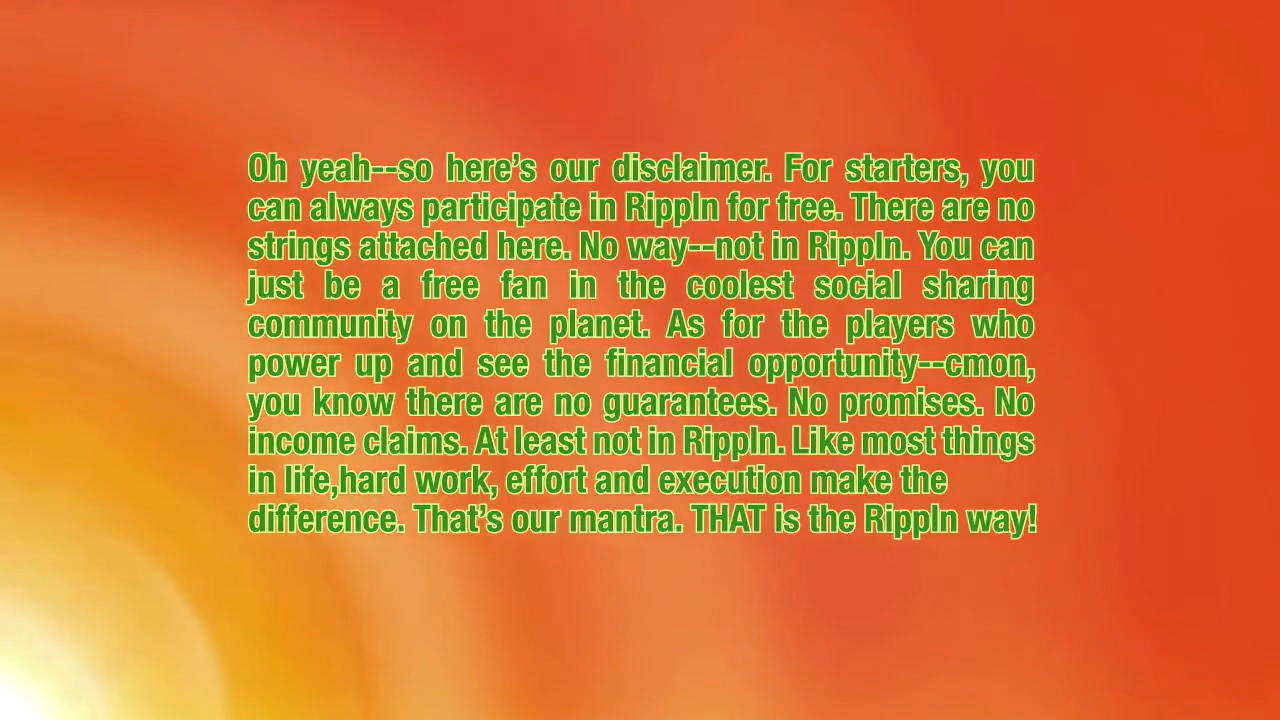 Oh yeah--so here's our disclaimer. For starters, you
can always participate in Rippln for free. There are no
strings attached here. No way--not in Rippln. You can
just be a free fan in the coolest social sharing
community on the planet. As for the players who
power up and see the financial opportunity--cmon,
you know there are no guarantees. No promises. No
income claims. At least not in Rippln. Like most things
in life,hard work, effort and execution make the
difference. That's our mantra. THAT is the Rippln way!